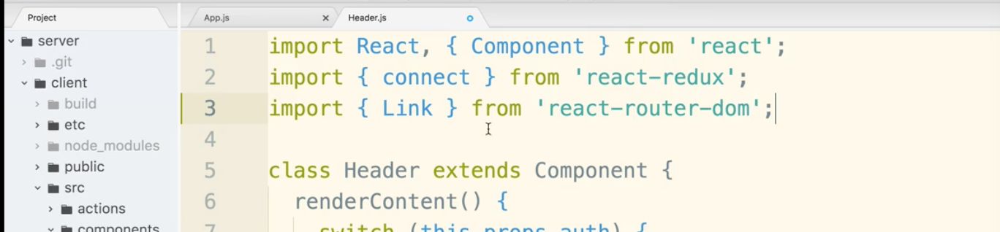 Project
App.js
Header.js
server
.git
client
build
etc
node_modules
public
src
actions
components
1 import React, { Component } from 'react';
2 import { connect } from 'react-redux';
3 import { Link } from 'react-router-dom';
4
5 class Header extends Component {
6 renderContent() {
7 switch (this.props.auth) {